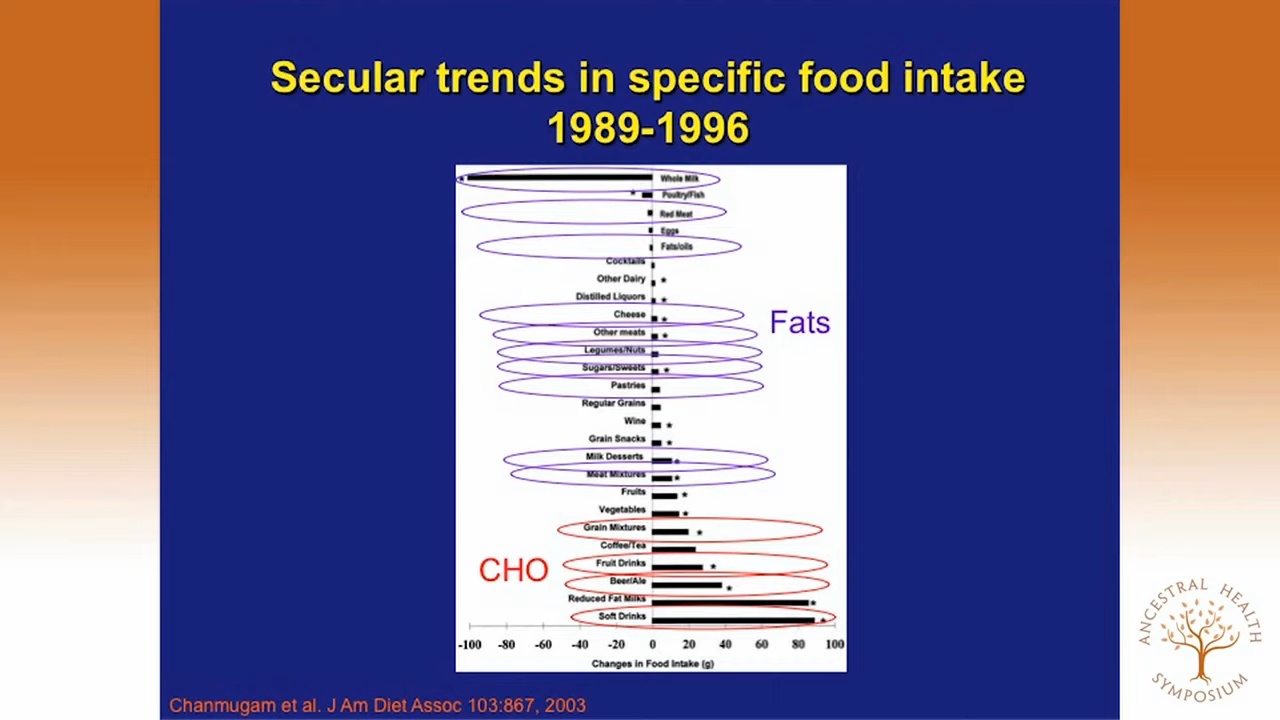 Secular trends in specific food intake
1989-1996
* Whole Milk
* Poultry/Fish
Red Meat
Eggs
Fats/oils
Cocktails
Other Dairy *
Distilled Liquors *
Cheese *
Fats
Other meats *
Legumes/Nuts
Sugars/Sweets *
Pastries
Regular Grains
Wine *
Grain Snacks *
Milk Desserts *
Meat Mixtures *
Fruits *
Vegetables *
Grain Mixtures *
Coffee/Tea
CHO
Fruit Drinks *
Beer/Ale *
Reduced Fat Milks *
Soft Drinks *
-100 -80 -60 -40 -20 0 20 40 60 80 100
Changes in Food Intake (g)
ANCESTRAL HEALTH
SYMPOSIUM
Chanmugam et al. J Am Diet Assoc 103:867, 2003